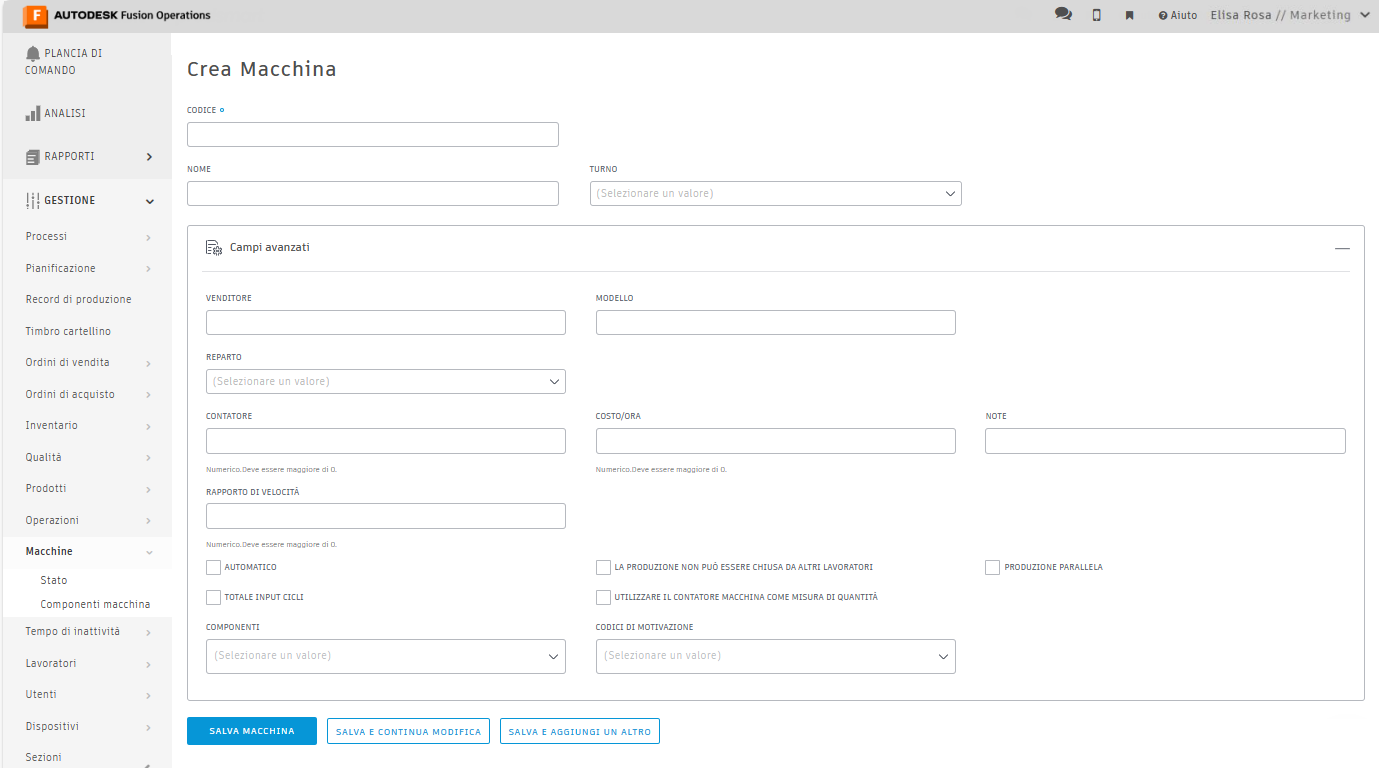 F AUTODESK Fusion Operations
Aiuto
Elisa Rosa // Marketing
PLANCIA DI
COMANDO
ANALISI
RAPPORTI
GESTIONE
Processi
Pianificazione
Record di produzione
Timbro cartellino
Ordini di vendita
Ordini di acquisto
Inventario
Qualità
Prodotti
Operazioni
Macchine
Stato
Componenti macchina
Tempo di inattività
Lavoratori
Utenti
Dispositivi
Sezioni
Crea Macchina
CODICE
NOME
TURNO
(Selezionare un valore)
Campi avanzati
VENDITORE
MODELLO
REPARTO
(Selezionare un valore)
CONTATORE
COSTO/ORA
NOTE
Numerico.Deve essere maggiore di 0.
Numerico.Deve essere maggiore di 0.
RAPPORTO DI VELOCITÀ
Numerico.Deve essere maggiore di 0.
AUTOMATICO
LA PRODUZIONE NON PUÒ ESSERE CHIUSA DA ALTRI LAVORATORI
PRODUZIONE PARALLELA
TOTALE INPUT CICLI
UTILIZZARE IL CONTATORE MACCHINA COME MISURA DI QUANTITÀ
COMPONENTI
CODICI DI MOTIVAZIONE
(Selezionare un valore)
(Selezionare un valore)
SALVA MACCHINA
SALVA E CONTINUA MODIFICA
SALVA E AGGIUNGI UN ALTRO